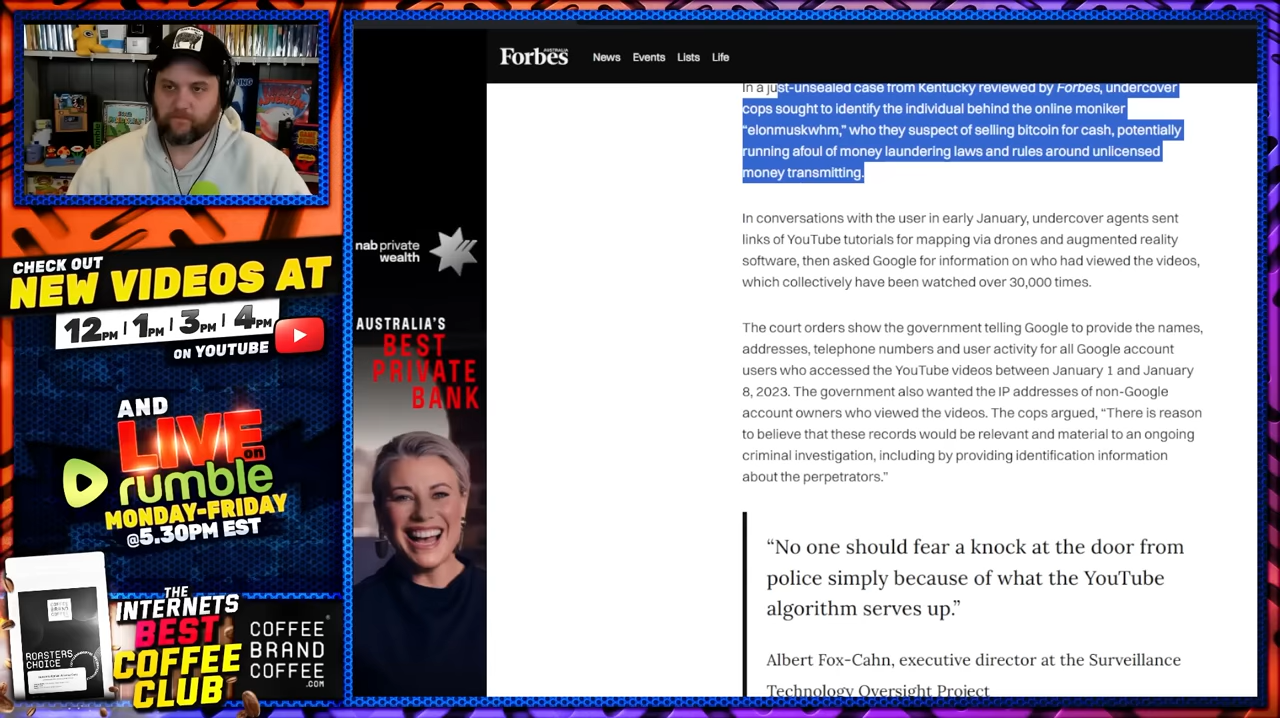 CHECK OUT
NEW VIDEOS AT
12PM | 1PM | 3PM | 4PM
ON YOUTUBE
AND
LIVE
on
rumble
MONDAY-FRIDAY
@5.30PM EST
THE
INTERNETS
BEST
COFFEE
CLUB
COFFEE
BRAND
COFFEE
.COM
COFFEE
BRAND
COFFEE
ROASTERS
CHOICE
nab private
wealth
AUSTRALIA'S
BEST
PRIVATE
BANK
Forbes
AUSTRALIA
News Events Lists Life
In a just-unsealed case from Kentucky reviewed by Forbes, undercover
cops sought to identify the individual behind the online moniker
“elonmuskwhm,” who they suspect of selling bitcoin for cash, potentially
running afoul of money laundering laws and rules around unlicensed
money transmitting.
In conversations with the user in early January, undercover agents sent
links of YouTube tutorials for mapping via drones and augmented reality
software, then asked Google for information on who had viewed the videos,
which collectively have been watched over 30,000 times.
The court orders show the government telling Google to provide the names,
addresses, telephone numbers and user activity for all Google account
users who accessed the YouTube videos between January 1 and January
8, 2023. The government also wanted the IP addresses of non-Google
account owners who viewed the videos. The cops argued, “There is reason
to believe that these records would be relevant and material to an ongoing
criminal investigation, including by providing identification information
about the perpetrators.”
“No one should fear a knock at the door from
police simply because of what the YouTube
algorithm serves up.”
Albert Fox-Cahn, executive director at the Surveillance
Technology Oversight Project